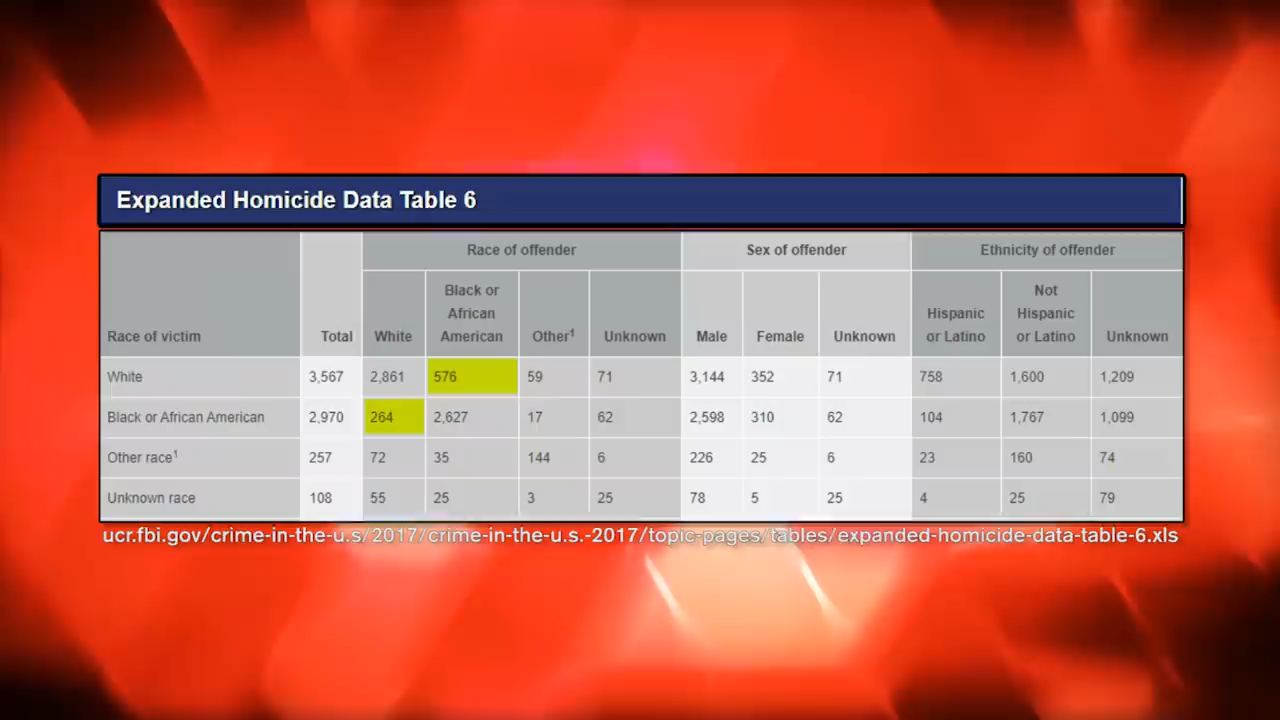 Expanded Homicide Data Table 6
Race of offender Sex of offender Ethnicity of offender
Race of victim Total White Black or African American Other¹ Unknown Male Female Unknown Hispanic or Latino Not Hispanic or Latino Unknown
White 3,567 2,861 576 59 71 3,144 352 71 758 1,600 1,209
Black or African American 2,970 264 2,627 17 62 2,598 310 62 104 1,767 1,099
Other race¹ 257 72 35 144 6 226 25 6 23 160 74
Unknown race 108 55 25 3 25 78 5 25 4 25 79
ucr.fbi.gov/crime-in-the-u.s/2017/crime-in-the-u.s.-2017/topic-pages/tables/expanded-homicide-data-table-6.xls